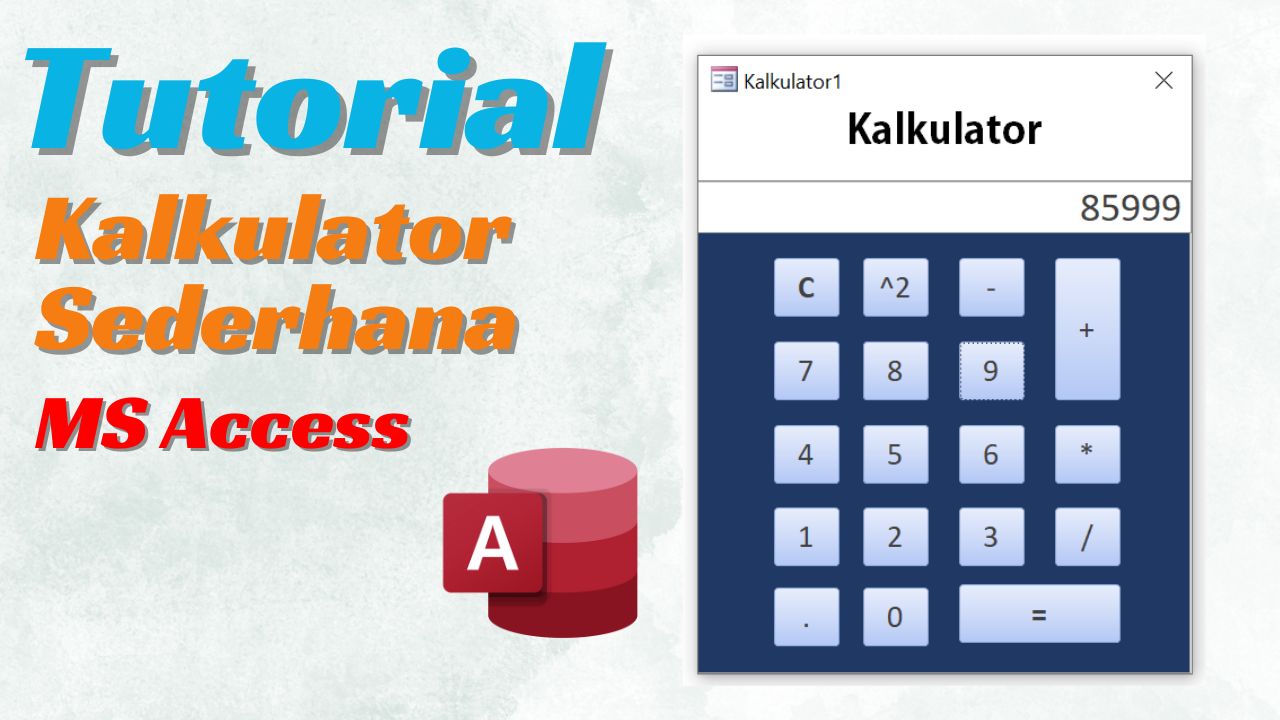 Tutorial
Kalkulator
Sederhana
MS Access
A
Kalkulator1
Kalkulator
85999
C ^2 - +
7 8 9
4 5 6 *
1 2 3 /
. 0 =